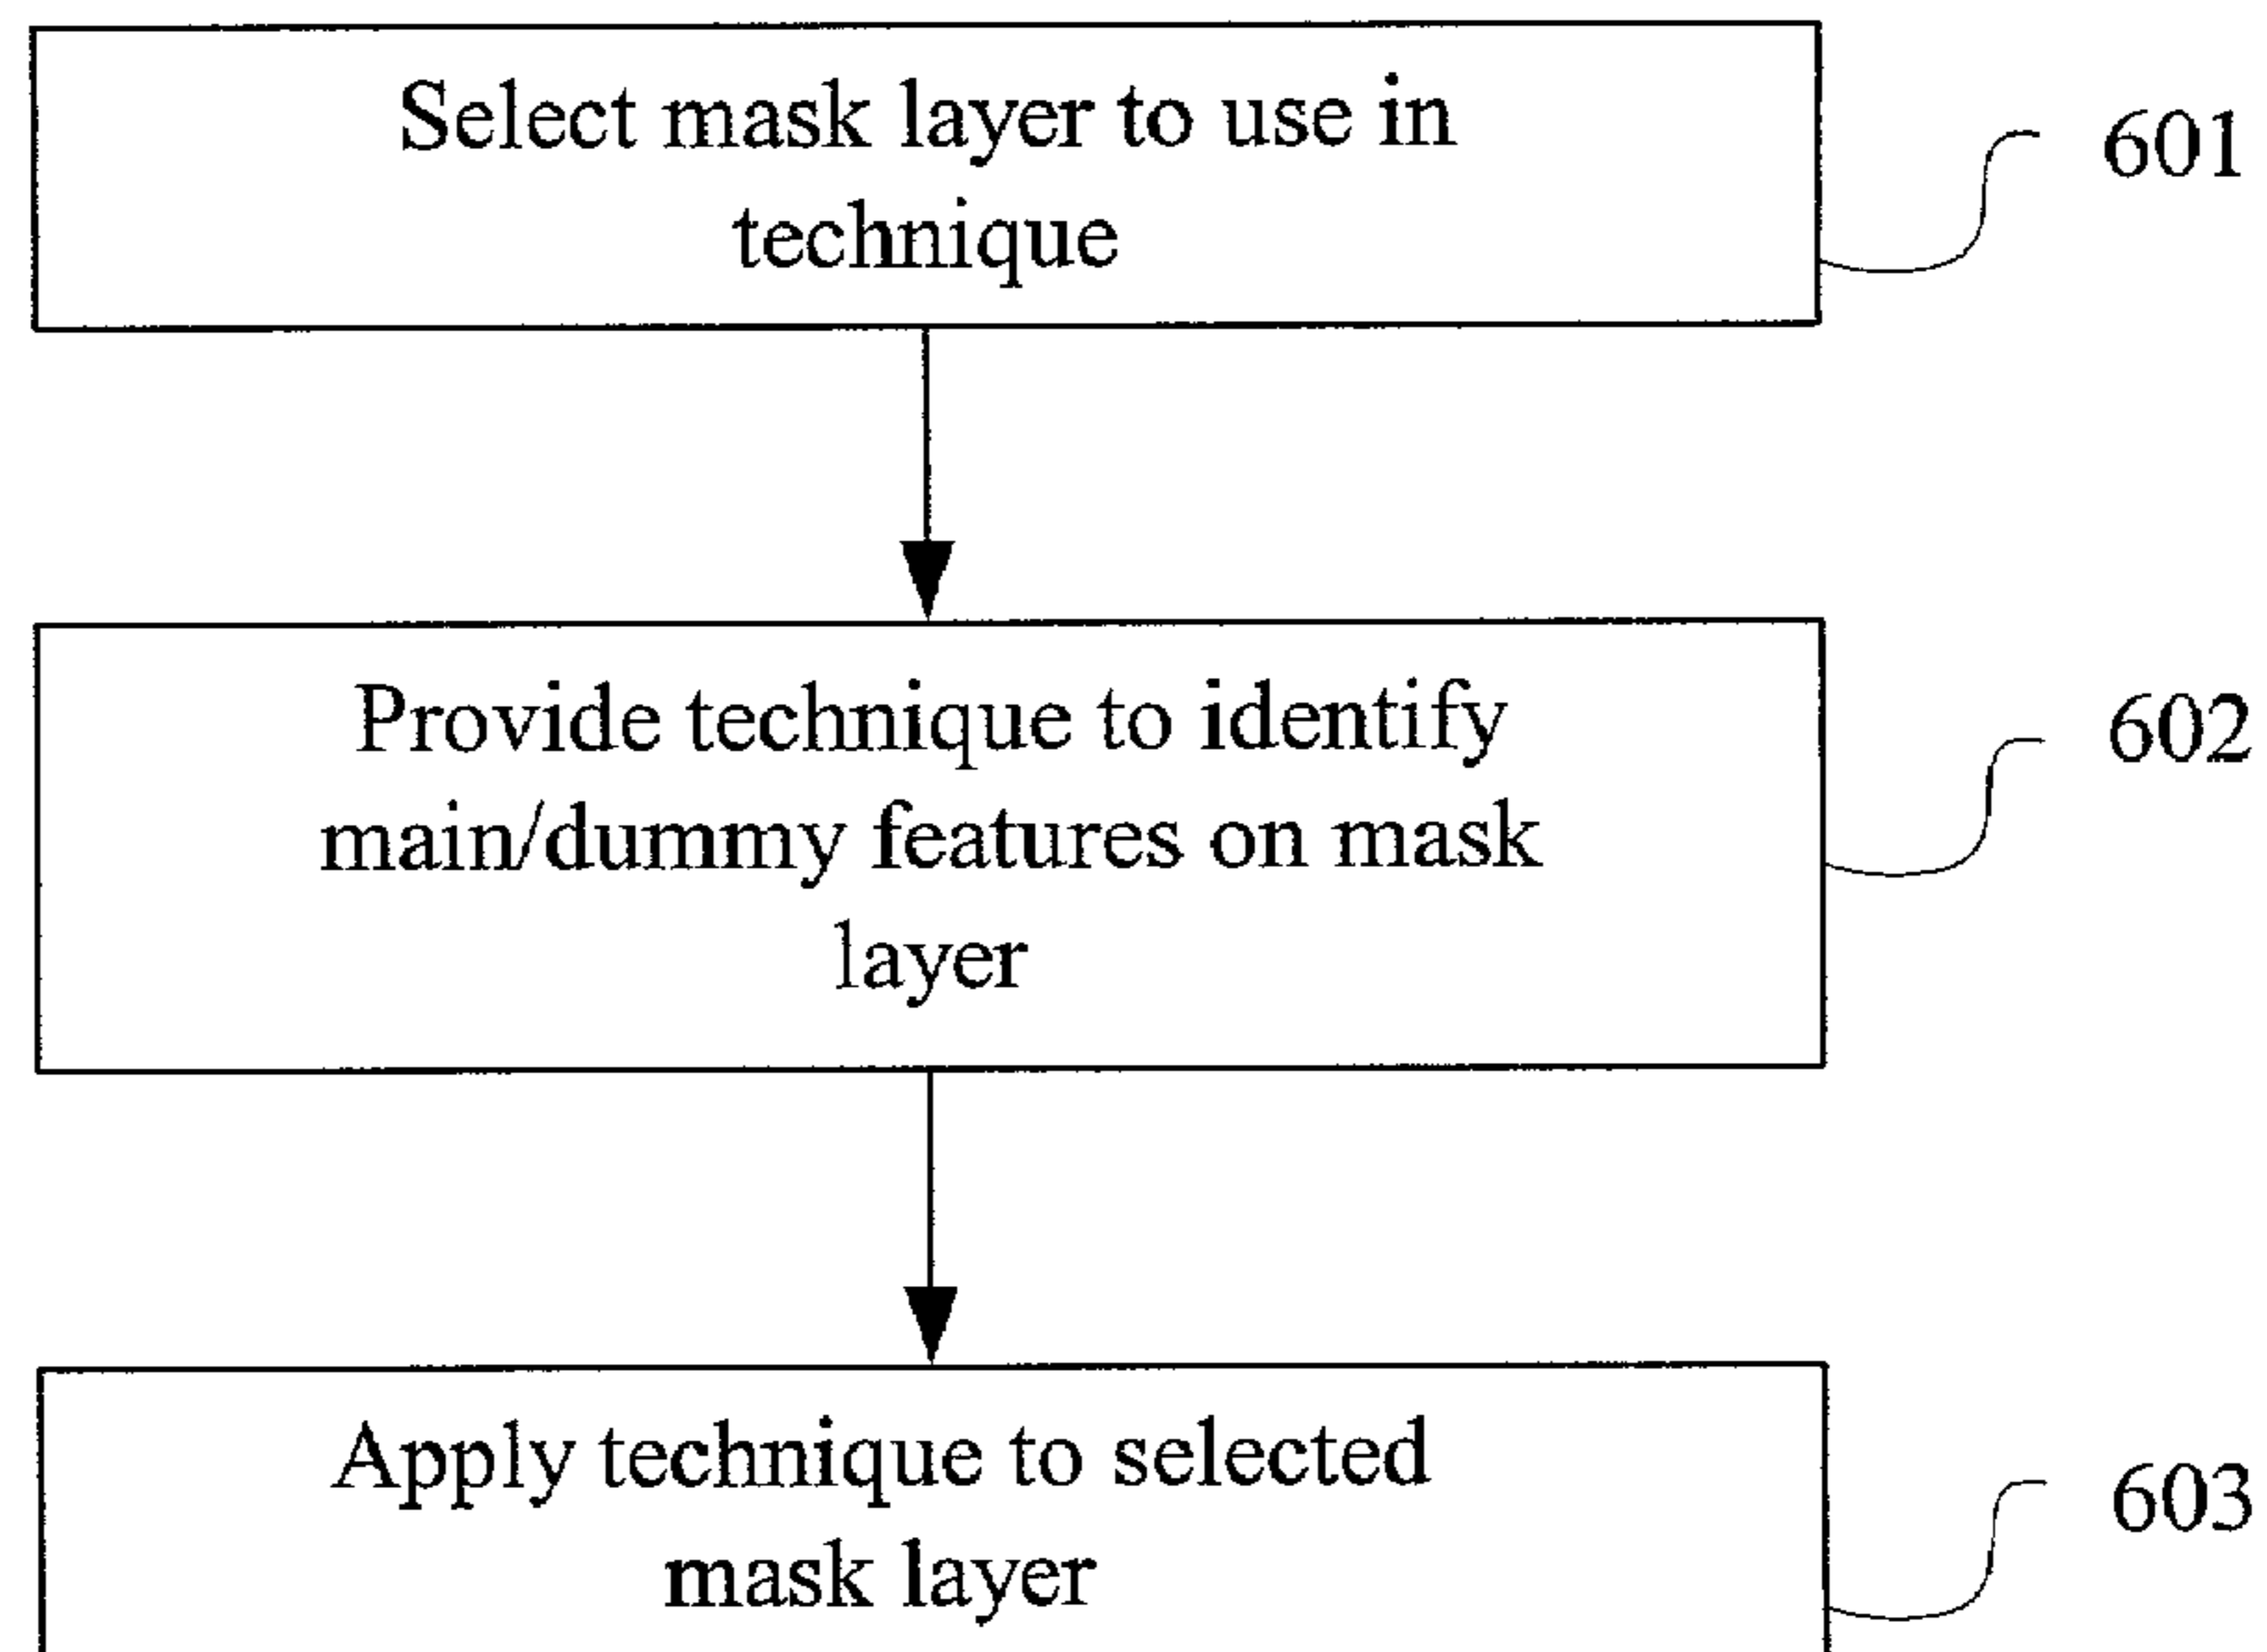 Select mask layer to use in
technique
601
Provide technique to identify
main/dummy features on mask
layer
602
Apply technique to selected
mask layer
603